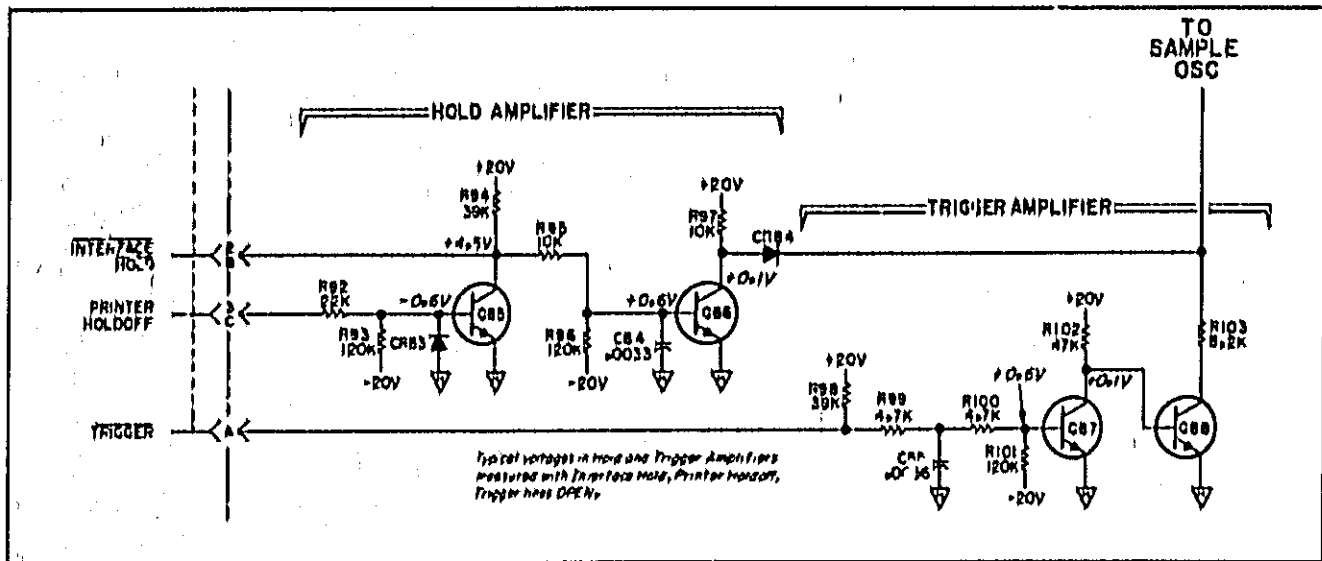 TO
SAMPLE
OSC
HOLD AMPLIFIER
+20V
R94
39K
+20V
R97
10K
TRIGGER AMPLIFIER
INTERFACE
HOLD
+4.5V
R95
10K
CR84
+0.1V
PRINTER
HOLDOFF
C
R92
22K
-0.6V
+0.6V
R93
120K
CR83
-20V
R96
120K
C84
.0033
-20V
+20V
R102
47K
R103
8.2K
+20V
R98
39K
R99
4.7K
R100
4.7K
+0.6V
+0.1V
TRIGGER
A
R101
120K
-20V
Typical voltages in Hold and Trigger Amplifiers
measured with Interface Hold, Printer Holdoff,
Trigger lines OPEN.